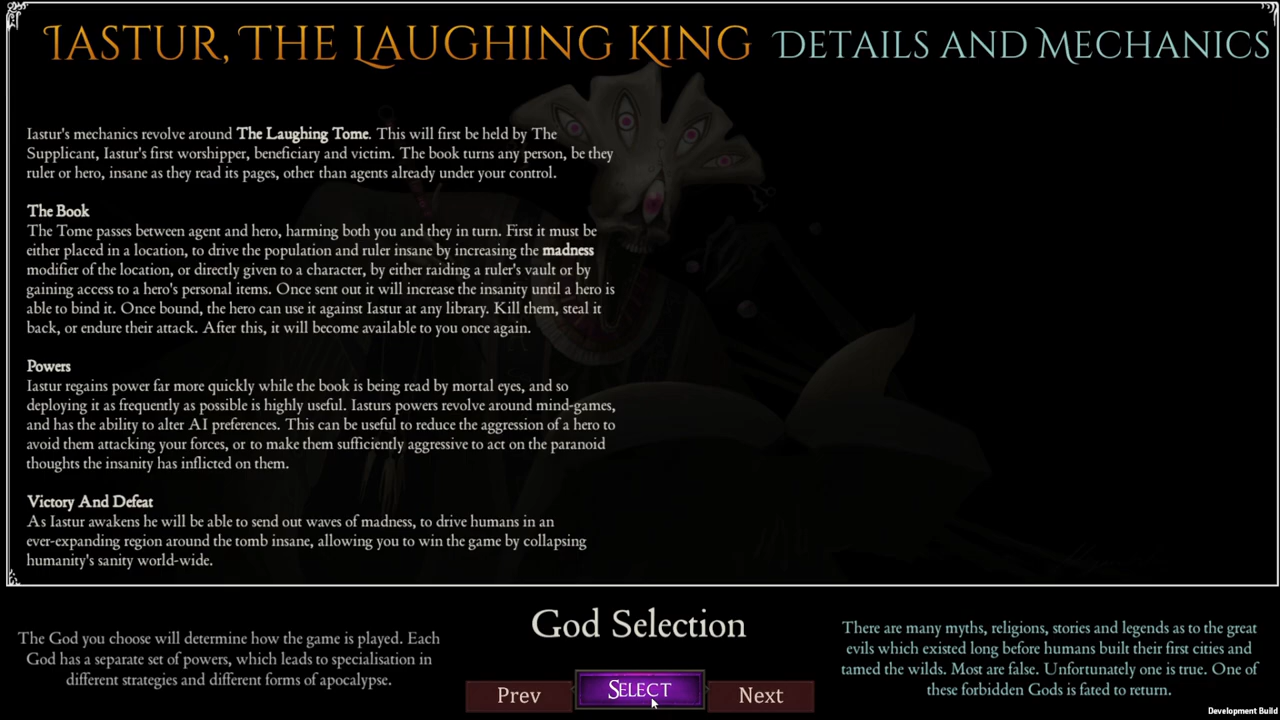 Iastur, The Laughing King Details and Mechanics
Iastur's mechanics revolve around The Laughing Tome. This will first be held by The
Supplicant, Iastur's first worshipper, beneficiary and victim. The book turns any person, be they
ruler or hero, insane as they read its pages, other than agents already under your control.
The Book
The Tome passes between agent and hero, harming both you and they in turn. First it must be
either placed in a location, to drive the population and ruler insane by increasing the madness
modifier of the location, or directly given to a character, by either raiding a ruler's vault or by
gaining access to a hero's personal items. Once sent out it will increase the insanity until a hero is
able to bind it. Once bound, the hero can use it against Iastur at any library. Kill them, steal it
back, or endure their attack. After this, it will become available to you once again.
Powers
Iastur regains power far more quickly while the book is being read by mortal eyes, and so
deploying it as frequently as possible is highly useful. Iasturs powers revolve around mind-games,
and has the ability to alter AI preferences. This can be useful to reduce the aggression of a hero to
avoid them attacking your forces, or to make them sufficiently aggressive to act on the paranoid
thoughts the insanity has inflicted on them.
Victory And Defeat
As Iastur awakens he will be able to send out waves of madness, to drive humans in an
ever-expanding region around the tomb insane, allowing you to win the game by collapsing
humanity's sanity world-wide.
The God you choose will determine how the game is played. Each
God has a separate set of powers, which leads to specialisation in
different strategies and different forms of apocalypse.
God Selection
Prev
Select
Next
There are many myths, religions, stories and legends as to the great
evils which existed long before humans built their first cities and
tamed the wilds. Most are false. Unfortunately one is true. One of
these forbidden Gods is fated to return.
Development Build